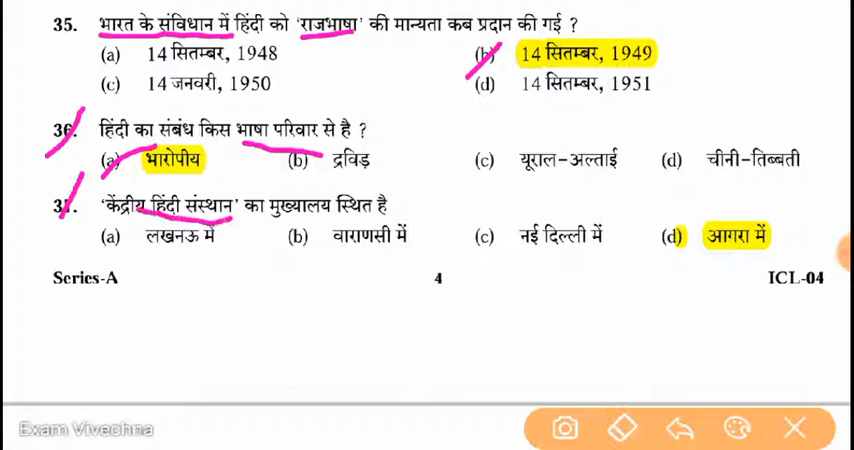 35. भारत के संविधान में हिंदी को 'राजभाषा' की मान्यता कब प्रदान की गई ?
(a) 14 सितम्बर, 1948 (b) 14 सितम्बर, 1949
(c) 14 जनवरी, 1950 (d) 14 सितम्बर, 1951
36. हिंदी का संबंध किस भाषा परिवार से है ?
(a) भारोपीय (b) द्रविड़ (c) यूराल-अल्ताई (d) चीनी-तिब्बती
37. 'केंद्रीय हिंदी संस्थान' का मुख्यालय स्थित है
(a) लखनऊ में (b) वाराणसी में (c) नई दिल्ली में (d) आगरा में
Series-A 4 ICL-04
Exam Vivechna